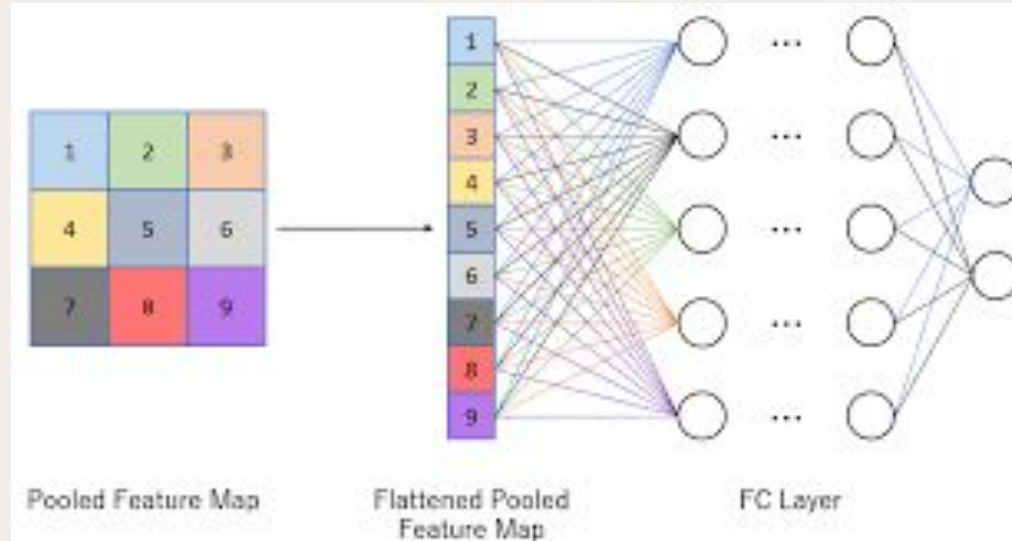 1 2 3
4 5 6
7 8 9
1
2
3
4
5
6
7
8
9
...
...
...
...
...
Pooled Feature Map
Flattened Pooled
Feature Map
FC Layer